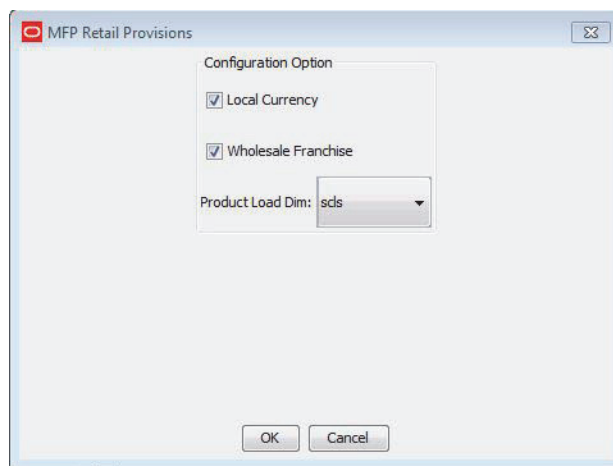 MFP Retail Provisions
Configuration Option
Local Currency
Wholesale Franchise
Product Load Dim: scls
OK Cancel